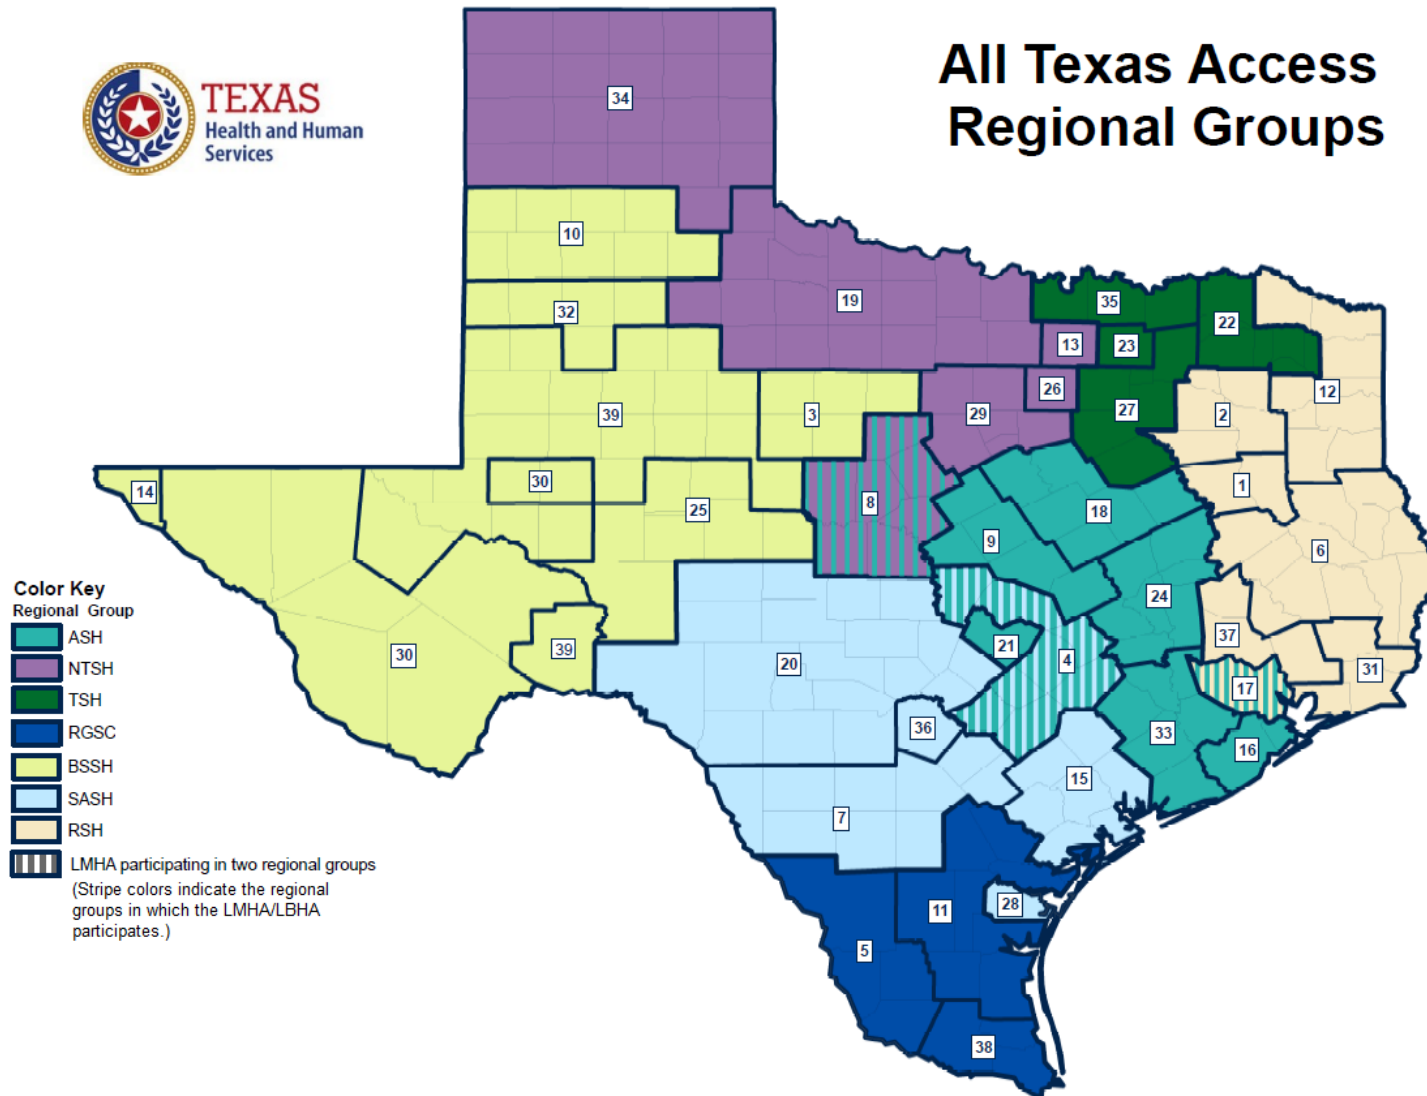 All Texas Access
Regional Groups
TEXAS
Health and Human
Services
34
10
32
19
35
22
13
23
12
26
2
29
27
39
3
30
14
25
8
1
18
9
6
24
37
21
4
39
30
20
31
17
36
33
16
15
7
28
11
5
38
Color Key
Regional Group
ASH
NTSH
TSH
RGSC
BSSH
SASH
RSH
LMHA participating in two regional groups
(Stripe colors indicate the regional
groups in which the LMHA/LBHA
participates.)